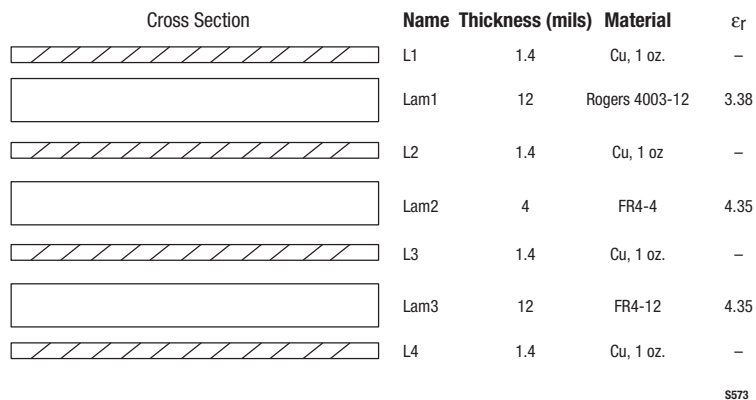 Cross Section Name Thickness (mils) Material εr
L1 1.4 Cu, 1 oz. –
Lam1 12 Rogers 4003-12 3.38
L2 1.4 Cu, 1 oz –
Lam2 4 FR4-4 4.35
L3 1.4 Cu, 1 oz. –
Lam3 12 FR4-12 4.35
L4 1.4 Cu, 1 oz. –
S573